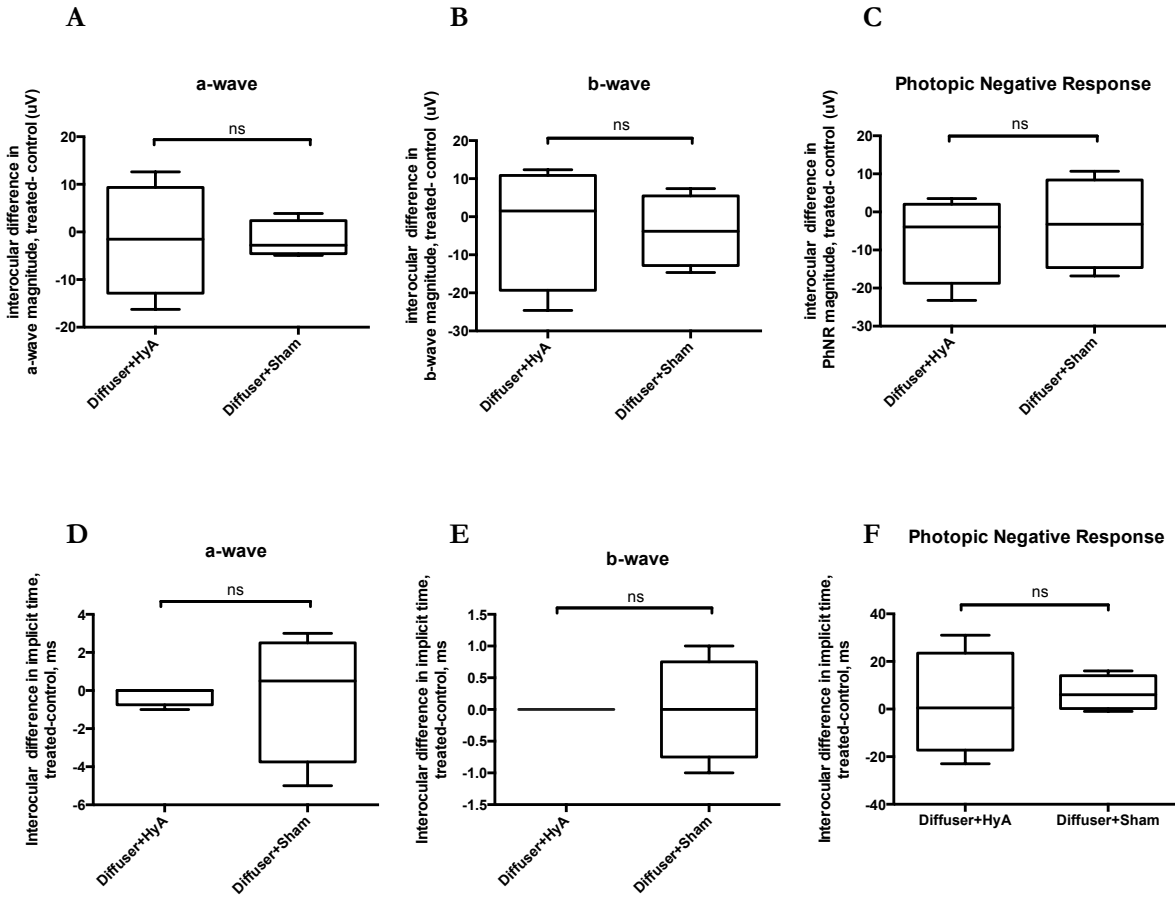 A
a-wave
interocular difference in
a-wave magnitude, treated- control (uV)
20
10
0
-10
-20
ns
Diffuser+HyA
Diffuser+Sham
B
b-wave
interocular difference in
b-wave magnitude, treated- control (uV)
20
10
0
-10
-20
-30
ns
Diffuser+HyA
Diffuser+Sham
C
Photopic Negative Response
interocular difference in
PhNR magnitude, treated- control (uV)
20
10
0
-10
-20
-30
ns
Diffuser+HyA
Diffuser+Sham
D
a-wave
Interocular difference in implicit time,
treated-control, ms
4
2
0
-2
-4
-6
ns
Diffuser+HyA
Diffuser+Sham
E
b-wave
Interocular difference in implicit time,
treated-control, ms
1.5
1.0
0.5
0.0
-0.5
-1.0
-1.5
ns
Diffuser+HyA
Diffuser+Sham
F
Photopic Negative Response
Interocular difference in implicit time,
treated-control, ms
40
20
0
-20
-40
ns
Diffuser+HyA
Diffuser+Sham